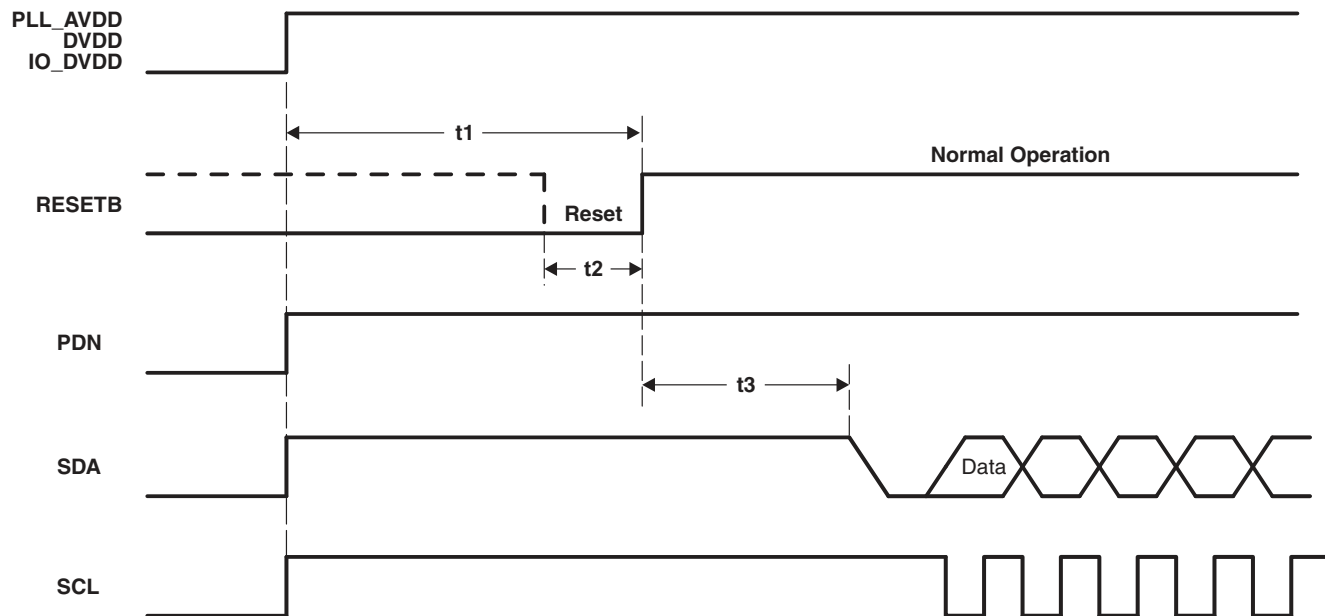 PLL_AVDD
DVDD
IO_DVDD
t1
Normal Operation
RESETB
Reset
t2
PDN
t3
SDA
Data
SCL